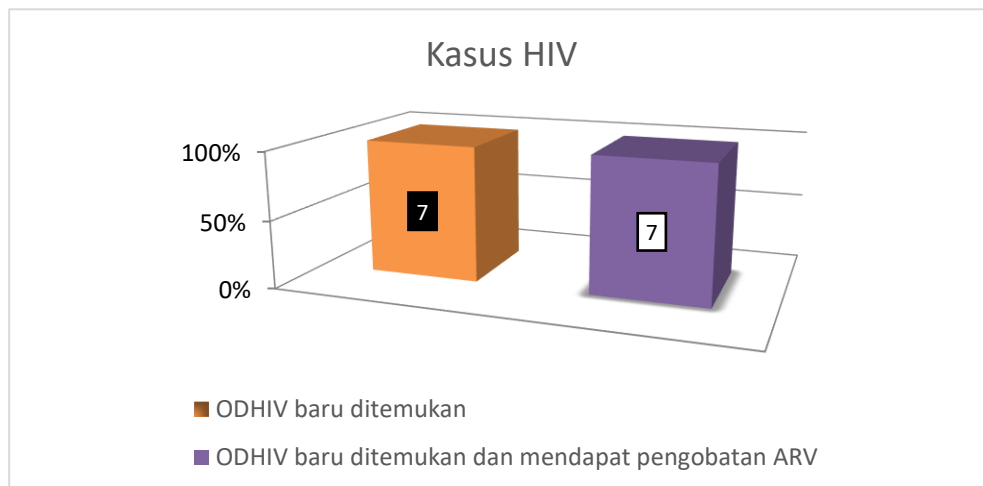 Kasus HIV
100%
50%
0%
7
7
ODHIV baru ditemukan
ODHIV baru ditemukan dan mendapat pengobatan ARV